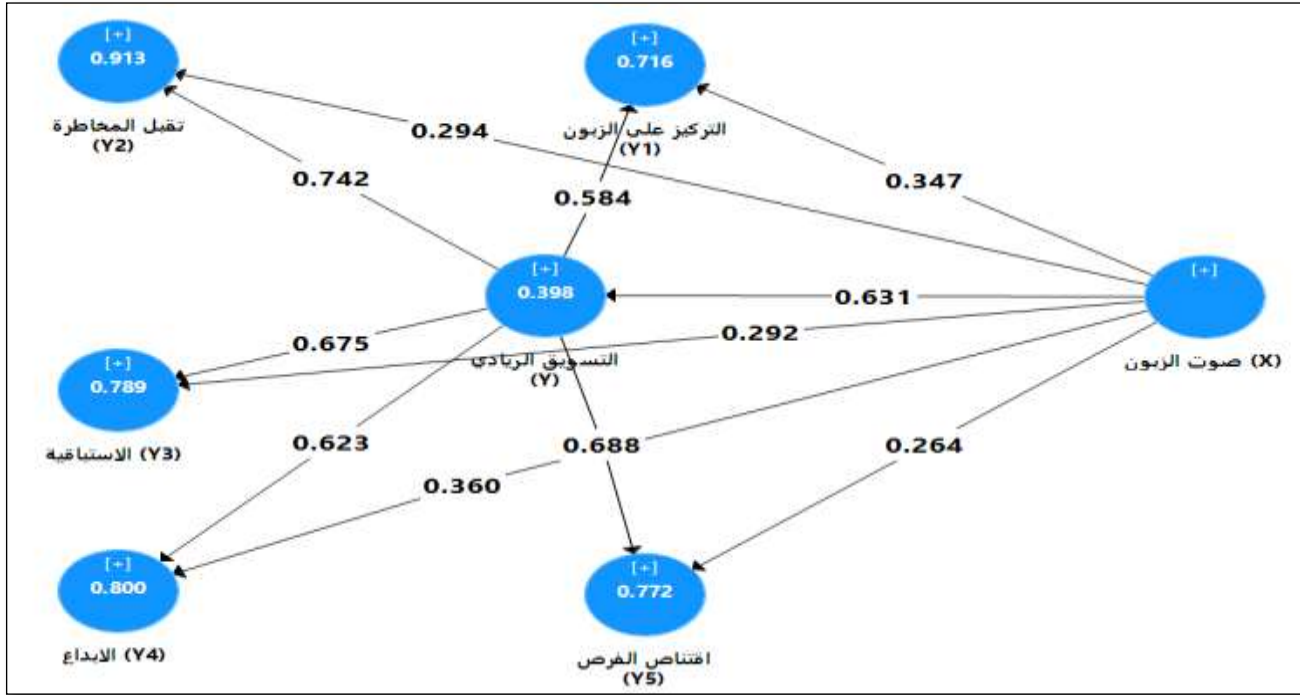 [+]
0.913
تقبل المخاطرة
(Y2)
[+]
0.716
التركيز على الزبون
(Y1)
0.294
0.347
0.742
0.584
[+]
0.398
التسويق الريادي
(Y)
0.631
[+]
صوت الزبون (X)
0.675
0.292
[+]
0.789
الاستباقية (Y3)
0.623
0.688
0.264
0.360
[+]
0.800
الابداع (Y4)
[+]
0.772
اقتناص الفرص
(Y5)